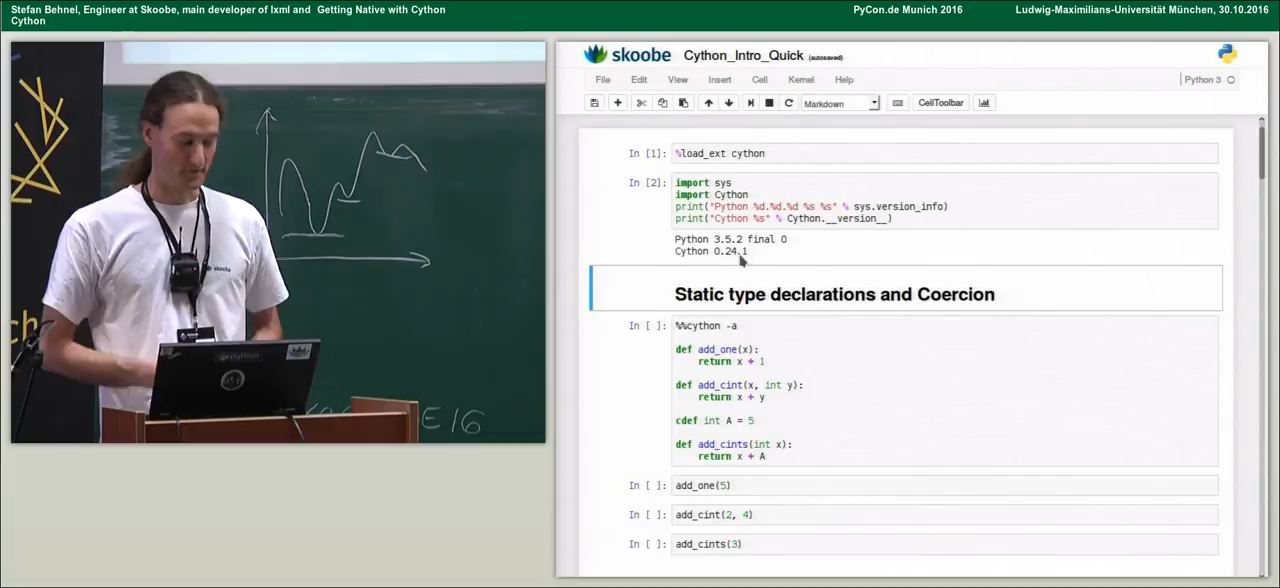 Stefan Behnel, Engineer at Skoobe, main developer of lxml and
Cython
Getting Native with Cython
PyCon.de Munich 2016
Ludwig-Maximilians-Universität München, 30.10.2016
skoobe
python
E 16
skoobe
Cython_Intro_Quick (autosaved)
File Edit View Insert Cell Kernel Help
Python 3
Markdown
CellToolbar
In [1]: %load_ext cython
In [2]: import sys
import Cython
print("Python %d.%d.%d %s %s" % sys.version_info)
print("Cython %s" % Cython.__version__)
Python 3.5.2 final 0
Cython 0.24.1
Static type declarations and Coercion
In [ ]: %%cython -a
def add_one(x):
    return x + 1
def add_cint(x, int y):
    return x + y
cdef int A = 5
def add_cints(int x):
    return x + A
In [ ]: add_one(5)
In [ ]: add_cint(2, 4)
In [ ]: add_cints(3)